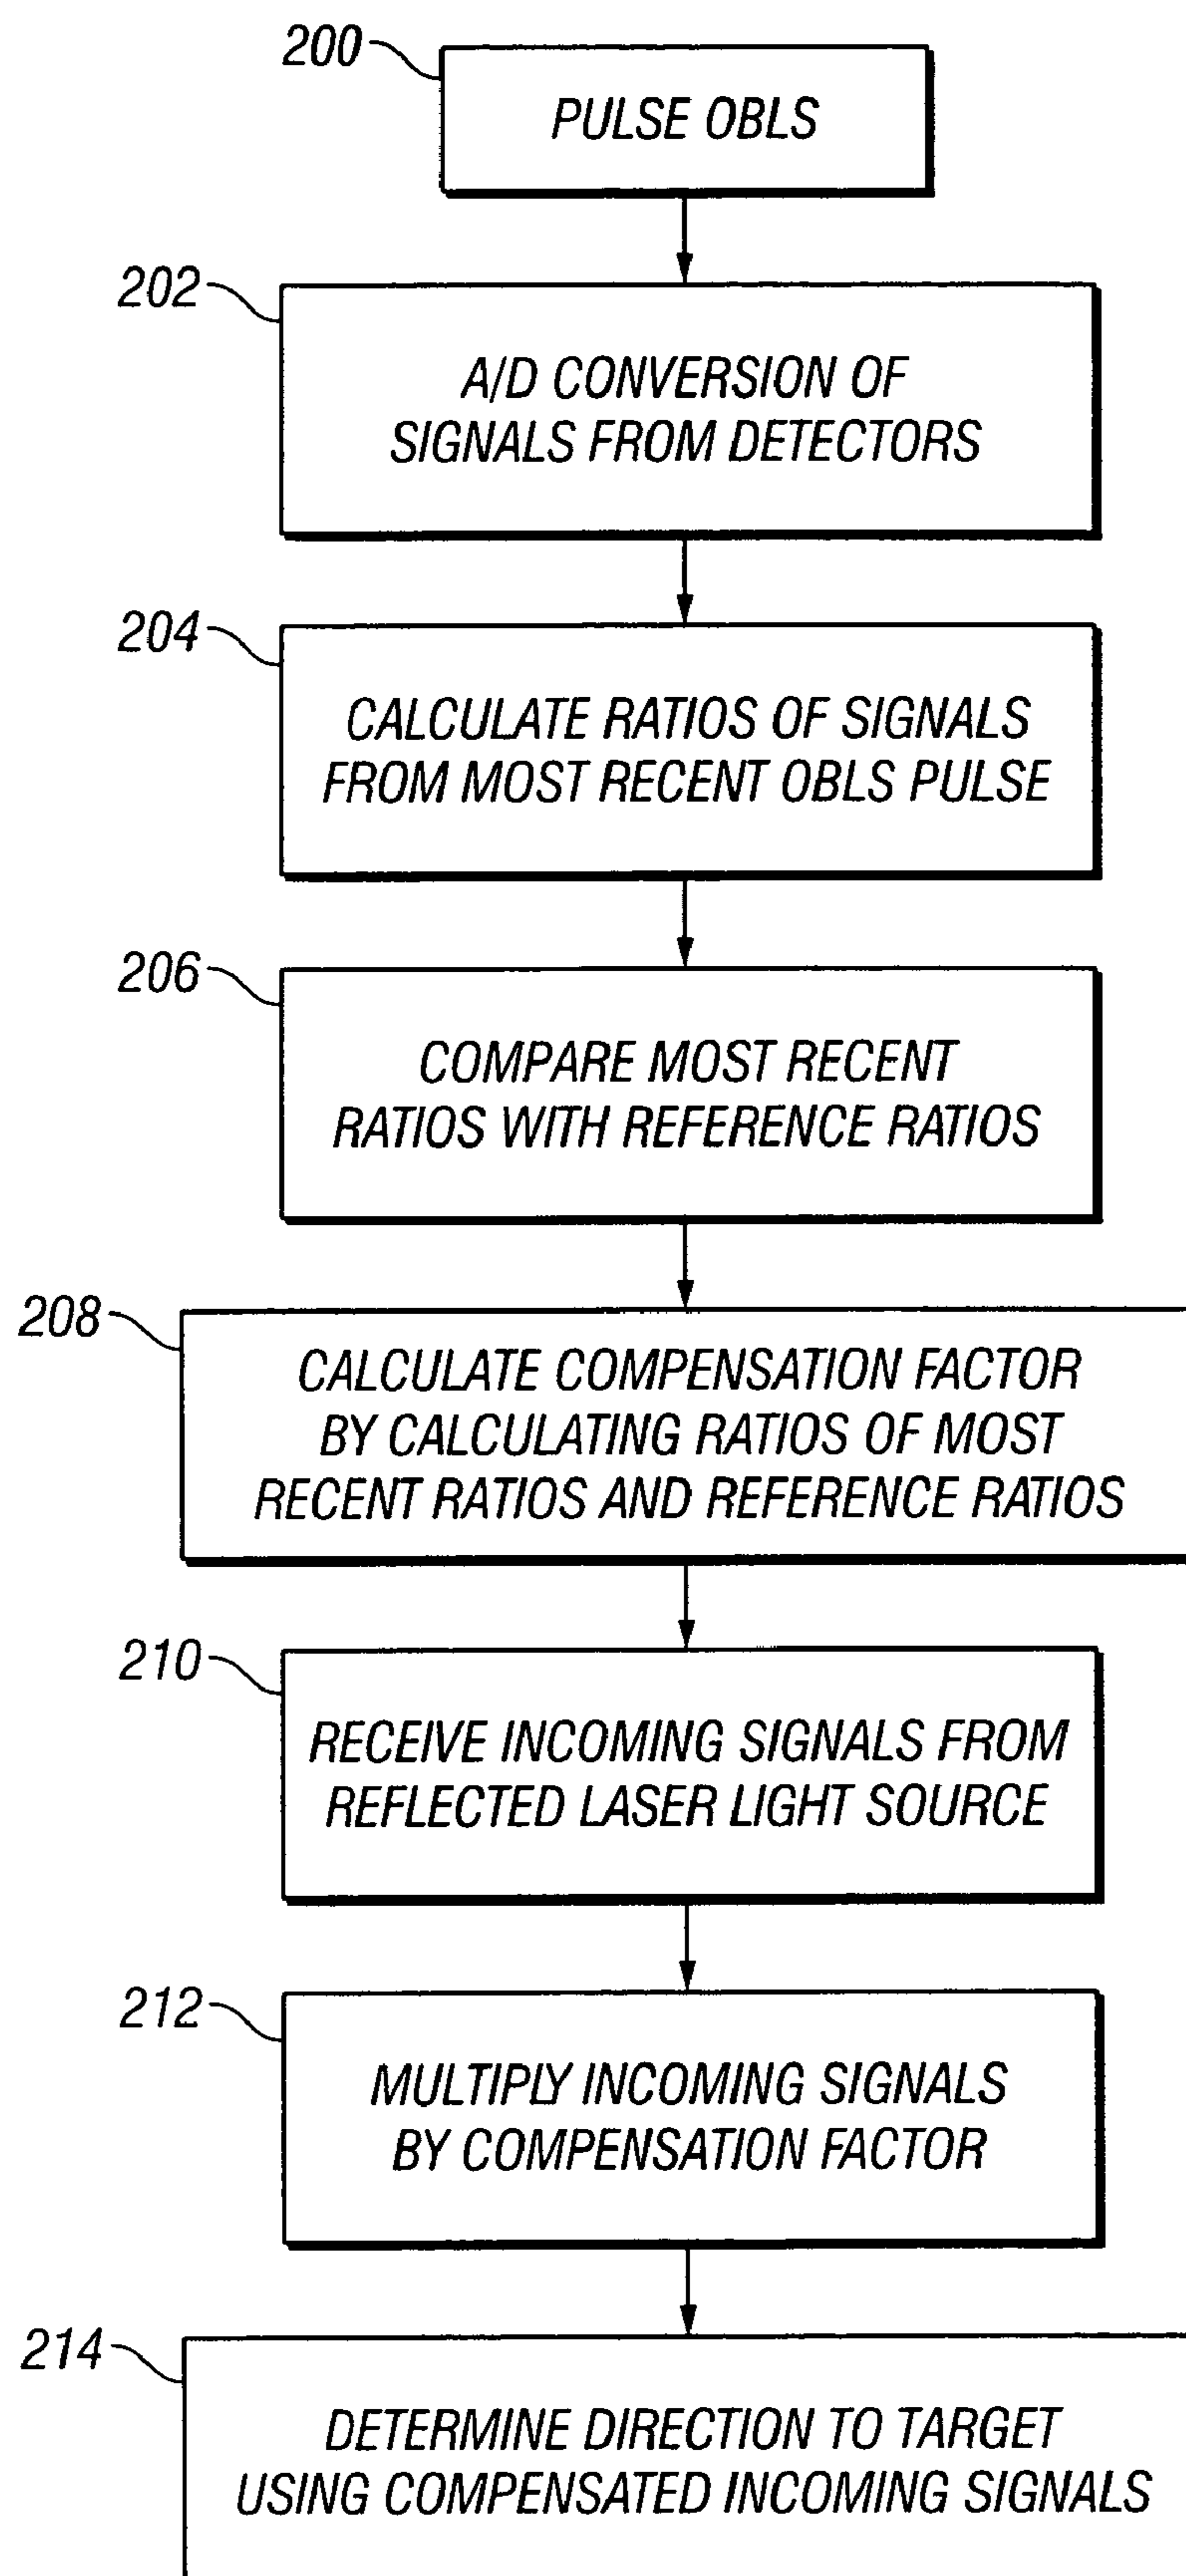 200
PULSE OBLS
202
A/D CONVERSION OF
SIGNALS FROM DETECTORS
204
CALCULATE RATIOS OF SIGNALS
FROM MOST RECENT OBLS PULSE
206
COMPARE MOST RECENT
RATIOS WITH REFERENCE RATIOS
208
CALCULATE COMPENSATION FACTOR
BY CALCULATING RATIOS OF MOST
RECENT RATIOS AND REFERENCE RATIOS
210
RECEIVE INCOMING SIGNALS FROM
REFLECTED LASER LIGHT SOURCE
212
MULTIPLY INCOMING SIGNALS
BY COMPENSATION FACTOR
214
DETERMINE DIRECTION TO TARGET
USING COMPENSATED INCOMING SIGNALS